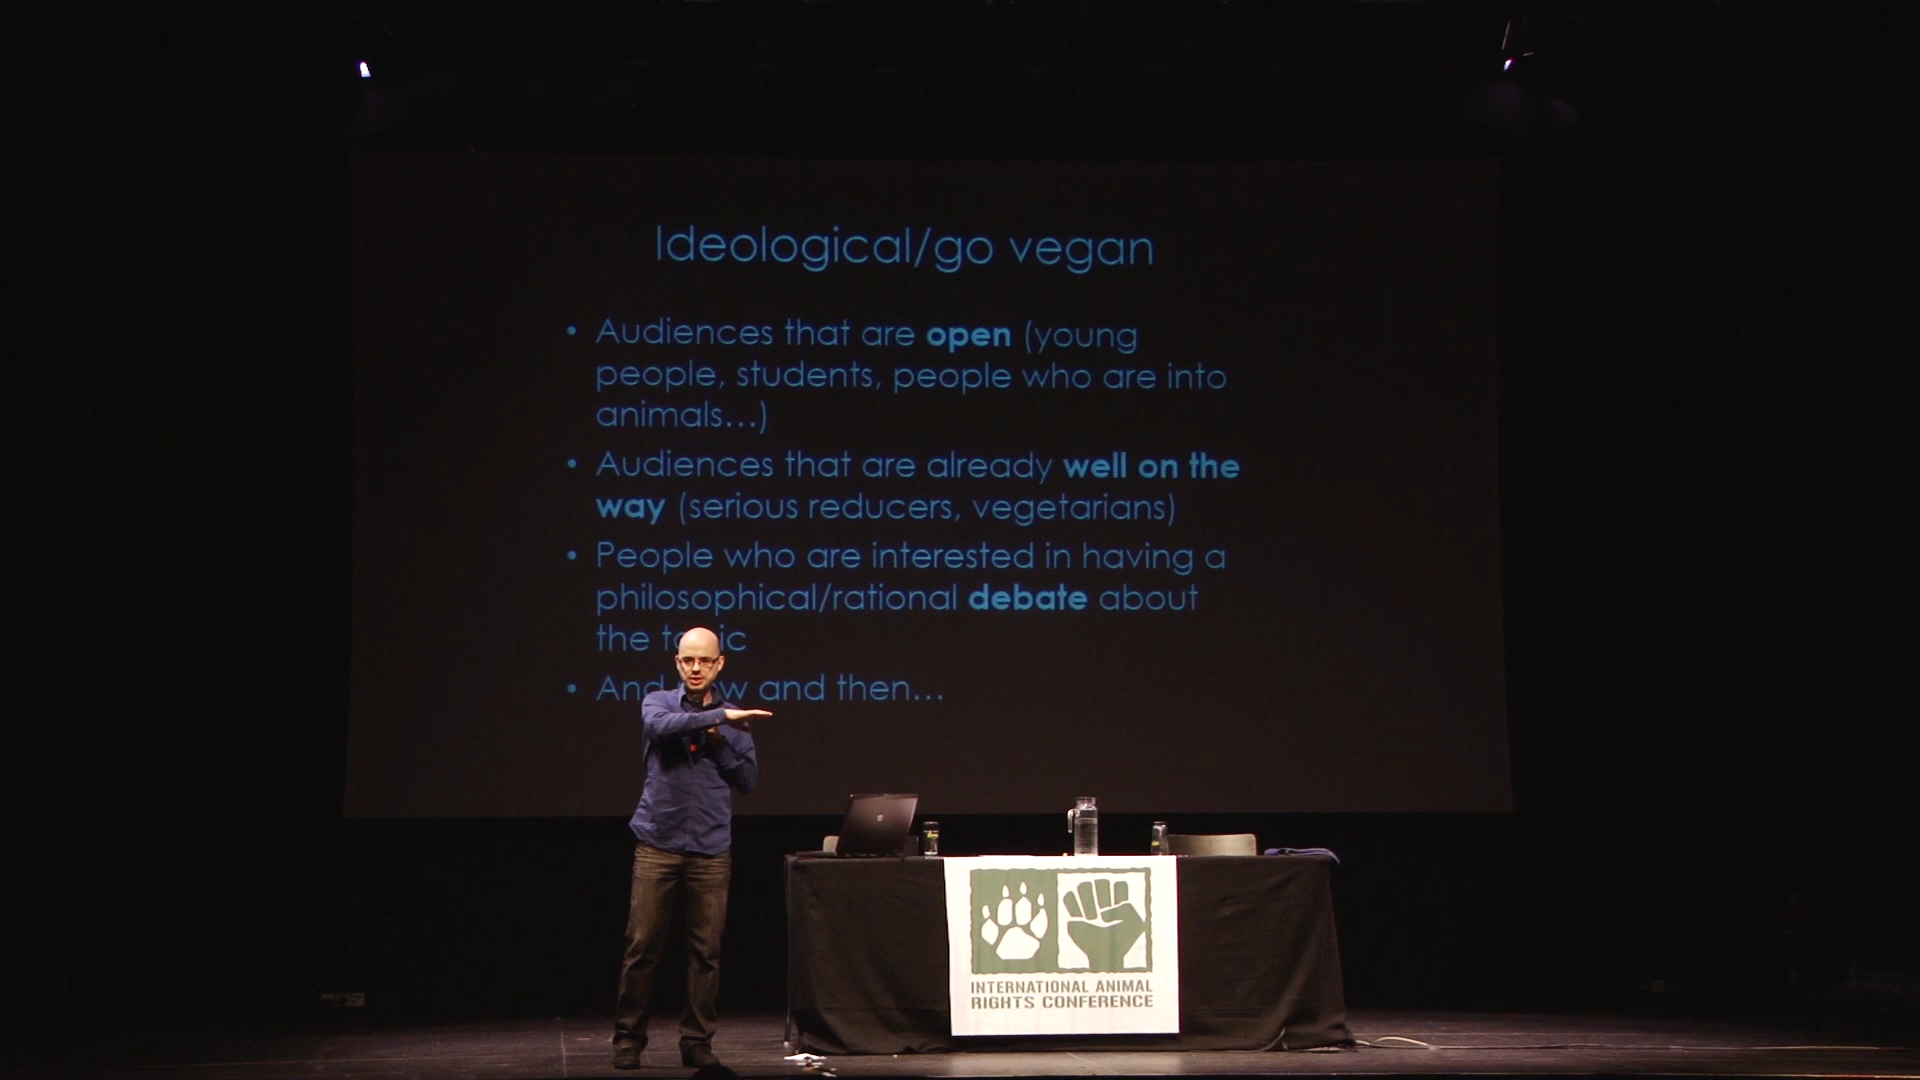 Ideological/go vegan
• Audiences that are open (young
people, students, people who are into
animals...)
• Audiences that are already well on the
way (serious reducers, vegetarians)
• People who are interested in having a
philosophical/rational debate about
the
• And and then...
INTERNATIONAL ANIMAL
RIGHTS CONFERENCE